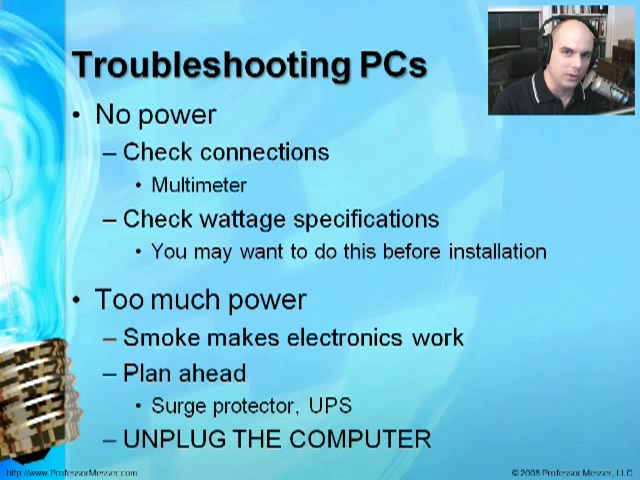 Troubleshooting PCs
• No power
– Check connections
• Multimeter
– Check wattage specifications
• You may want to do this before installation
• Too much power
– Smoke makes electronics work
– Plan ahead
• Surge protector, UPS
– UNPLUG THE COMPUTER
http://www.ProfessorMesser.com
© 2008 Professor Messer, LLC